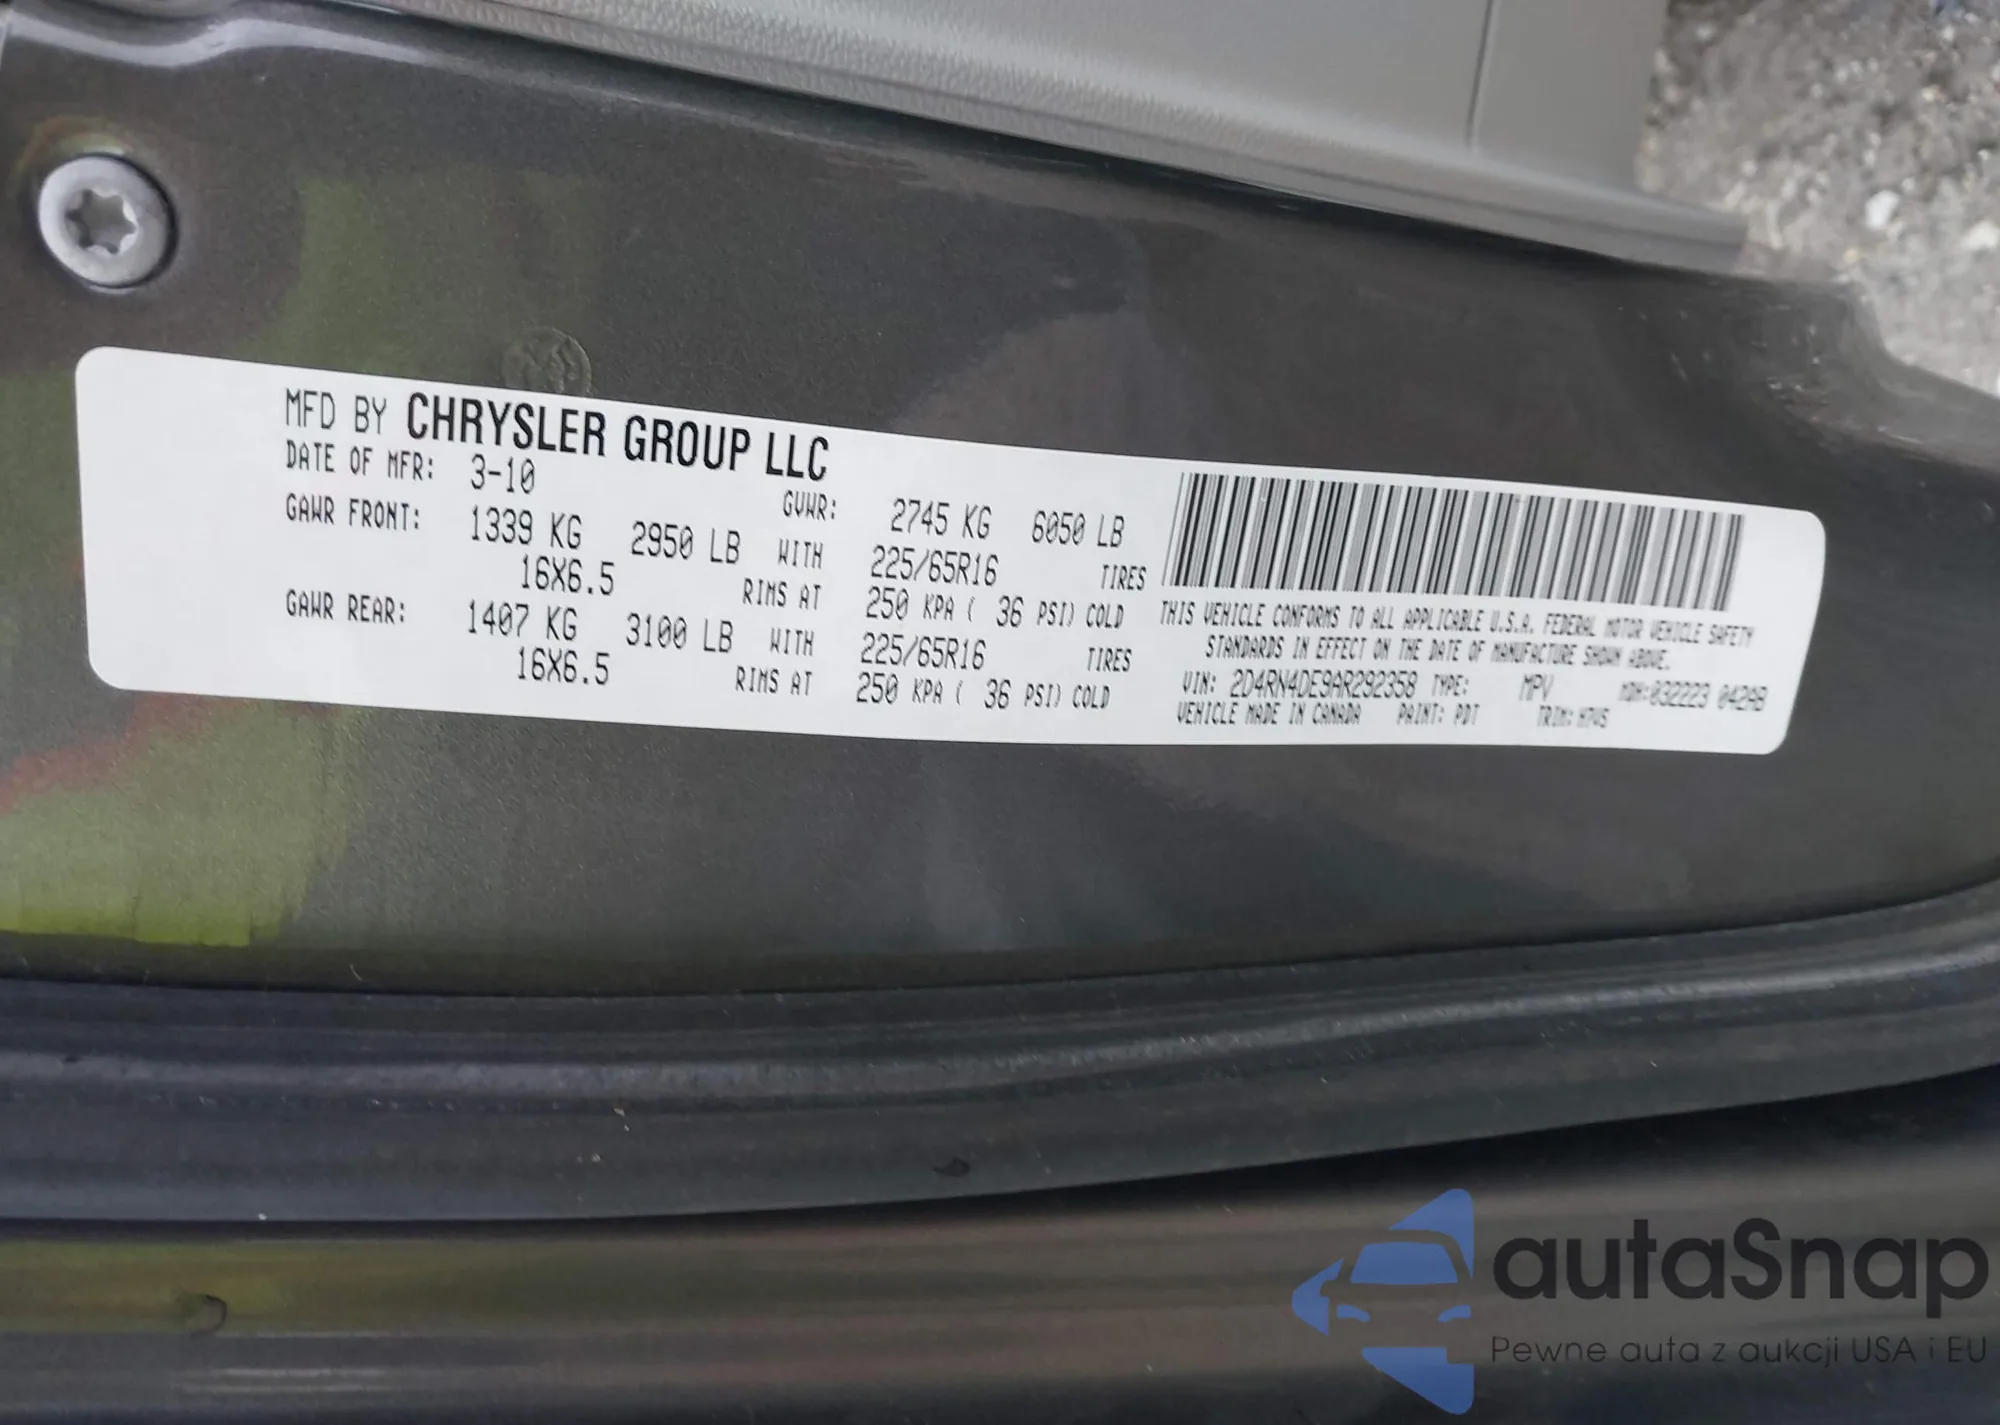 MFD BY CHRYSLER GROUP LLC
DATE OF MFR: 3-10 GVWR: 2745 KG 6050 LB
GAWR FRONT: 1339 KG 2950 LB WITH 225/65R16 TIRES
16X6.5 RIMS AT 250 KPA ( 36 PSI) COLD
GAWR REAR: 1407 KG 3100 LB WITH 225/65R16 TIRES
16X6.5 RIMS AT 250 KPA ( 36 PSI) COLD
THIS VEHICLE CONFORMS TO ALL APPLICABLE U.S.A. FEDERAL MOTOR VEHICLE SAFETY
STANDARDS IN EFFECT ON THE DATE OF MANUFACTURE SHOWN ABOVE.
VIN: 2D4RN4DE9AR292358 TYPE: MPV MDH:032223 042AB
VEHICLE MADE IN CANADA PAINT: PDT TRIM:
autaSnap
Pewne auta z aukcji USA i EU